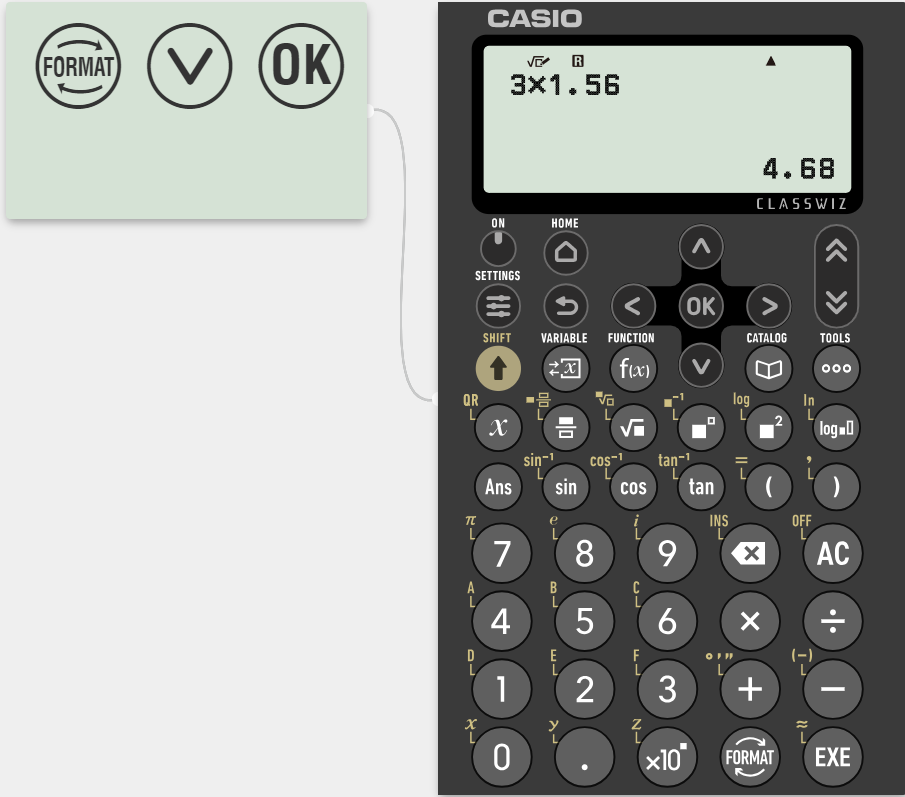 FORMAT OK
CASIO
√ R
3×1.56
4.68
CLASSWIZ
ON HOME
SETTINGS
OK
SHIFT VARIABLE FUNCTION CATALOG TOOLS
x f(x)
QR log ln
x 2 log
sin⁻¹ cos⁻¹ tan⁻¹ = ,
Ans sin cos tan ( )
π e i INS OFF
7 8 9 AC
A B C
4 5 6 × ÷
D E F ° ′ ″ (−)
1 2 3 + −
x y z ≈
0 . ×10 FORMAT EXE